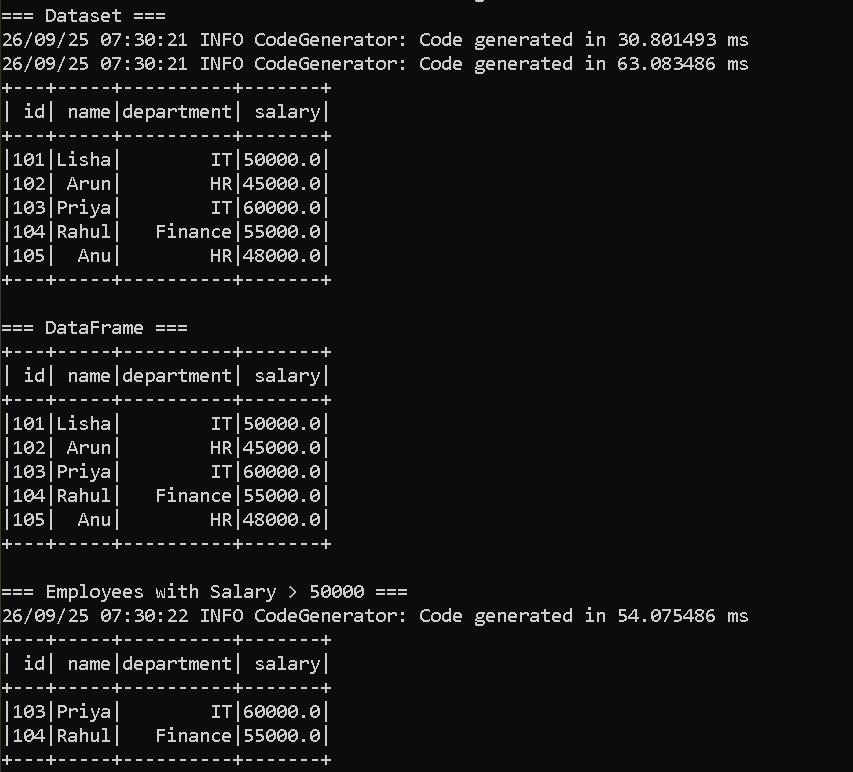 === Dataset ===
26/09/25 07:30:21 INFO CodeGenerator: Code generated in 30.801493 ms
26/09/25 07:30:21 INFO CodeGenerator: Code generated in 63.083486 ms
+---+-----+----------+-------+
| id| name|department| salary|
+---+-----+----------+-------+
|101|Lisha|        IT|50000.0|
|102| Arun|        HR|45000.0|
|103|Priya|        IT|60000.0|
|104|Rahul|   Finance|55000.0|
|105|  Anu|        HR|48000.0|
+---+-----+----------+-------+

=== DataFrame ===
+---+-----+----------+-------+
| id| name|department| salary|
+---+-----+----------+-------+
|101|Lisha|        IT|50000.0|
|102| Arun|        HR|45000.0|
|103|Priya|        IT|60000.0|
|104|Rahul|   Finance|55000.0|
|105|  Anu|        HR|48000.0|
+---+-----+----------+-------+

=== Employees with Salary > 50000 ===
26/09/25 07:30:22 INFO CodeGenerator: Code generated in 54.075486 ms
+---+-----+----------+-------+
| id| name|department| salary|
+---+-----+----------+-------+
|103|Priya|        IT|60000.0|
|104|Rahul|   Finance|55000.0|
+---+-----+----------+-------+